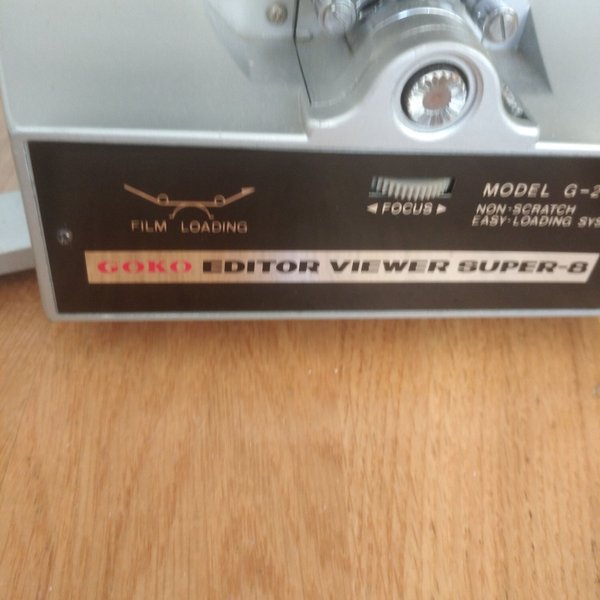 MODEL G-2
◄ FOCUS ►
NON-SCRATCH
EASY-LOADING SYS
FILM LOADING
GOKO EDITOR VIEWER SUPER-8